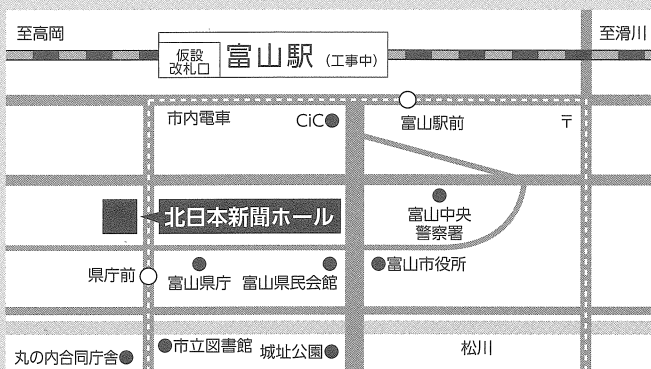 至高岡
至滑川
仮設
改札口
富山駅（工事中）
市内電車
CiC
富山駅前
〒
北日本新聞ホール
富山中央
警察署
県庁前
富山県庁
富山県民会館
富山市役所
丸の内合同庁舎
市立図書館
城址公園
松川